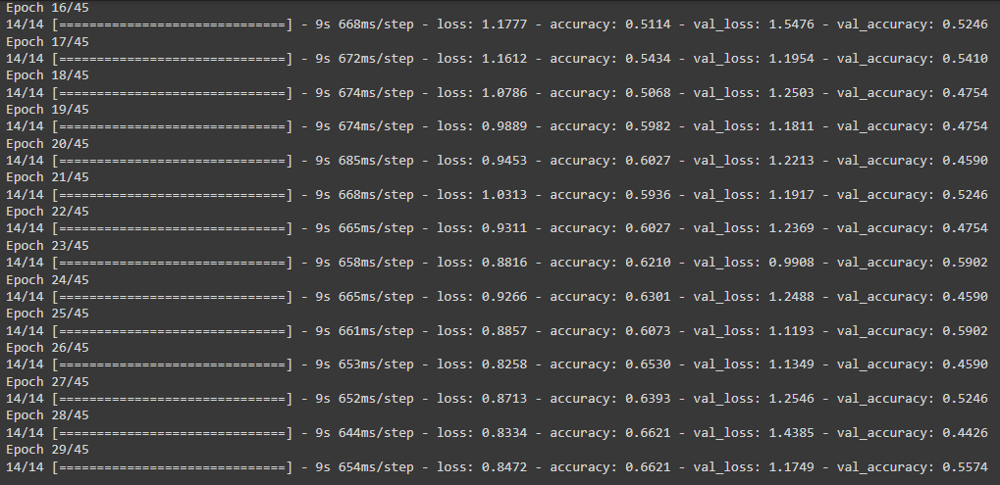 Epoch 16/45
14/14 [==============================] - 9s 668ms/step - loss: 1.1777 - accuracy: 0.5114 - val_loss: 1.5476 - val_accuracy: 0.5246
Epoch 17/45
14/14 [==============================] - 9s 672ms/step - loss: 1.1612 - accuracy: 0.5434 - val_loss: 1.1954 - val_accuracy: 0.5410
Epoch 18/45
14/14 [==============================] - 9s 674ms/step - loss: 1.0786 - accuracy: 0.5068 - val_loss: 1.2503 - val_accuracy: 0.4754
Epoch 19/45
14/14 [==============================] - 9s 674ms/step - loss: 0.9889 - accuracy: 0.5982 - val_loss: 1.1811 - val_accuracy: 0.4754
Epoch 20/45
14/14 [==============================] - 9s 685ms/step - loss: 0.9453 - accuracy: 0.6027 - val_loss: 1.2213 - val_accuracy: 0.4590
Epoch 21/45
14/14 [==============================] - 9s 668ms/step - loss: 1.0313 - accuracy: 0.5936 - val_loss: 1.1917 - val_accuracy: 0.5246
Epoch 22/45
14/14 [==============================] - 9s 665ms/step - loss: 0.9311 - accuracy: 0.6027 - val_loss: 1.2369 - val_accuracy: 0.4754
Epoch 23/45
14/14 [==============================] - 9s 658ms/step - loss: 0.8816 - accuracy: 0.6210 - val_loss: 0.9908 - val_accuracy: 0.5902
Epoch 24/45
14/14 [==============================] - 9s 665ms/step - loss: 0.9266 - accuracy: 0.6301 - val_loss: 1.2488 - val_accuracy: 0.4590
Epoch 25/45
14/14 [==============================] - 9s 661ms/step - loss: 0.8857 - accuracy: 0.6073 - val_loss: 1.1193 - val_accuracy: 0.5902
Epoch 26/45
14/14 [==============================] - 9s 653ms/step - loss: 0.8258 - accuracy: 0.6530 - val_loss: 1.1349 - val_accuracy: 0.4590
Epoch 27/45
14/14 [==============================] - 9s 652ms/step - loss: 0.8713 - accuracy: 0.6393 - val_loss: 1.2546 - val_accuracy: 0.5246
Epoch 28/45
14/14 [==============================] - 9s 644ms/step - loss: 0.8334 - accuracy: 0.6621 - val_loss: 1.4385 - val_accuracy: 0.4426
Epoch 29/45
14/14 [==============================] - 9s 654ms/step - loss: 0.8472 - accuracy: 0.6621 - val_loss: 1.1749 - val_accuracy: 0.5574